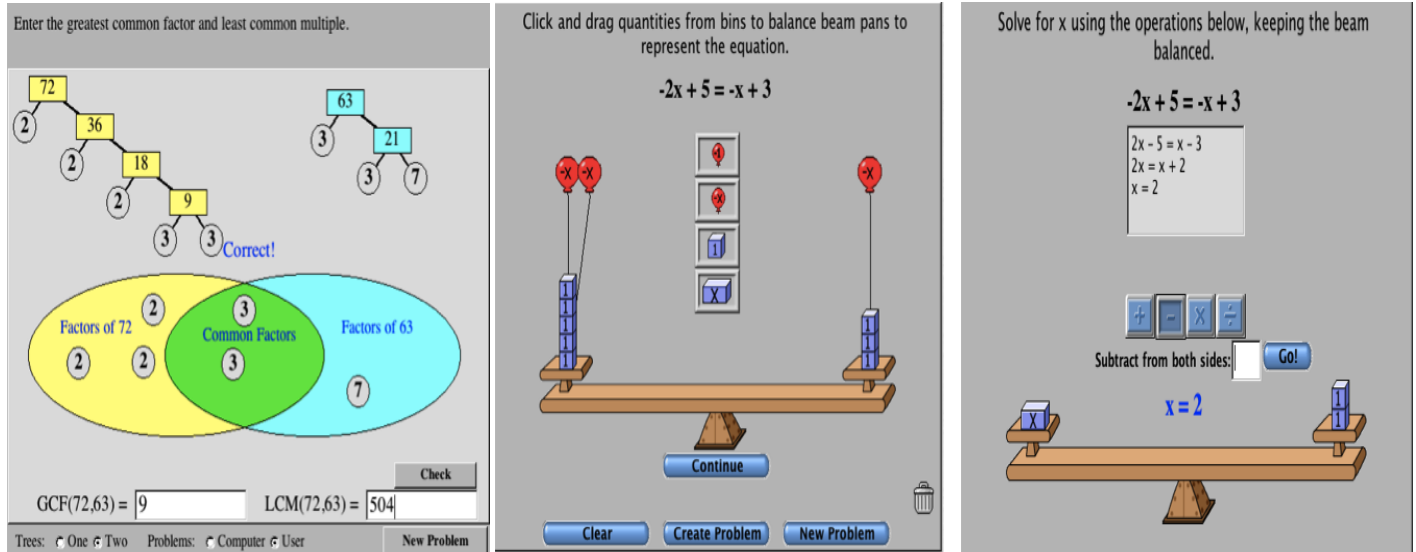 Enter the greatest common factor and least common multiple.
72
63
2
36
3
21
2
18
3
7
2
9
3
3
Correct!
2
3
Factors of 72
Common Factors
Factors of 63
2
2
3
7
Check
GCF(72,63) = 9
LCM(72,63) = 504
Trees: One Two Problems: Computer User
New Problem
Click and drag quantities from bins to balance beam pans to
represent the equation.
-2x + 5 = -x + 3
-1
-x
1
X
-X
-X
-X
1
1
1
1
1
1
1
1
Continue
Clear
Create Problem
New Problem
Solve for x using the operations below, keeping the beam
balanced.
-2x + 5 = -x + 3
2x - 5 = x - 3
2x = x + 2
x = 2
+ - X ÷
Subtract from both sides:
Go!
x = 2
X
1
1